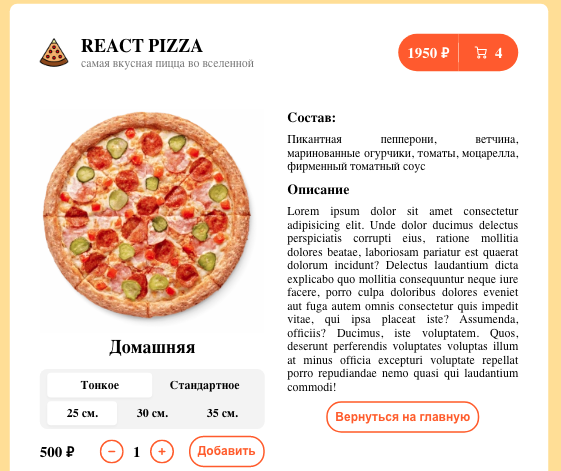 REACT PIZZA
самая вкусная пицца во вселенной
1950 ₽ 4
Домашняя
Тонкое Стандартное
25 см. 30 см. 35 см.
500 ₽ − 1 + Добавить
Состав:
Пикантная пепперони, ветчина,
маринованные огурчики, томаты, моцарелла,
фирменный томатный соус
Описание
Lorem ipsum dolor sit amet consectetur
adipisicing elit. Unde dolor ducimus delectus
perspiciatis corrupti eius, ratione mollitia
dolores beatae, laboriosam pariatur est quaerat
dolorum incidunt? Delectus laudantium dicta
explicabo quo mollitia consequuntur neque iure
facere, porro culpa doloribus dolores eveniet
aut fuga autem omnis consectetur quis impedit
vitae, qui ipsa placeat iste? Assumenda,
officiis? Ducimus, iste voluptatem. Quos,
deserunt perferendis voluptates voluptas illum
at minus officia excepturi voluptate repellat
porro repudiandae nemo quasi qui laudantium
commodi!
Вернуться на главную